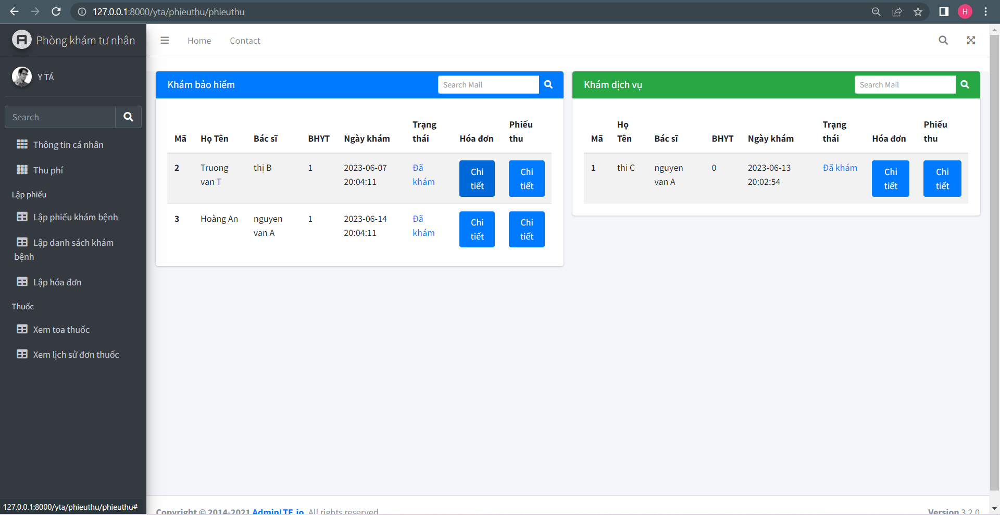 127.0.0.1:8000/yta/phieuthu/phieuthu
H
Phòng khám tư nhân
Home
Contact
Y TÁ
Search
Thông tin cá nhân
Thu phí
Lập phiếu
Lập phiếu khám bệnh
Lập danh sách khám
bệnh
Lập hóa đơn
Thuốc
Xem toa thuốc
Xem lịch sử đơn thuốc
Khám bảo hiểm
Search Mail
Mã Họ Tên Bác sĩ BHYT Ngày khám Trạng thái Hóa đơn Phiếu thu
2 Truong van T thị B 1 2023-06-07 20:04:11 Đã khám Chi tiết Chi tiết
3 Hoàng An nguyen van A 1 2023-06-14 20:04:11 Đã khám Chi tiết Chi tiết
Khám dịch vụ
Search Mail
Mã Họ Tên Bác sĩ BHYT Ngày khám Trạng thái Hóa đơn Phiếu thu
1 thi C nguyen van A 0 2023-06-13 20:02:54 Đã khám Chi tiết Chi tiết
127.0.0.1:8000/yta/phieuthu/phieuthu#
Copyright © 2014-2021 AdminLTE.io. All rights reserved.
Version 3.2.0